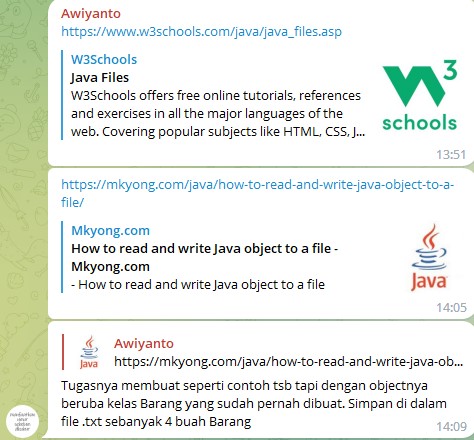 Awiyanto
https://www.w3schools.com/java/java_files.asp
W3Schools
Java Files
W3Schools offers free online tutorials, references
and exercises in all the major languages of the
web. Covering popular subjects like HTML, CSS, J...
W3
schools
13:51
https://mkyong.com/java/how-to-read-and-write-java-object-to-a-
file/
Mkyong.com
How to read and write Java object to a file -
Mkyong.com
- How to read and write Java object to a file
Java
14:05
Java
Awiyanto
https://mkyong.com/java/how-to-read-and-write-java-ob...
Tugasnya membuat seperti contoh tsb tapi dengan objectnya
beruba kelas Barang yang sudah pernah dibuat. Simpan di dalam
file .txt sebanyak 4 buah Barang
14:09